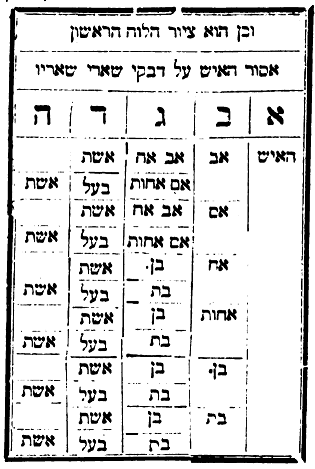 וכן הוא ציור הלוח הראשון
אסור האיש על דבקי שארי שאריו
א ב ג ד ה
האיש אב אב אח אשת
אם אחות בעל אשת
אם אב אח אשת
אם אחות בעל אשת
אח בן. אשת
בת בעל אשת
אחות בן אשת
בת בעל אשת
בן. בן אשת
בת בעל אשת
בת בן אשת
בת בעל אשת